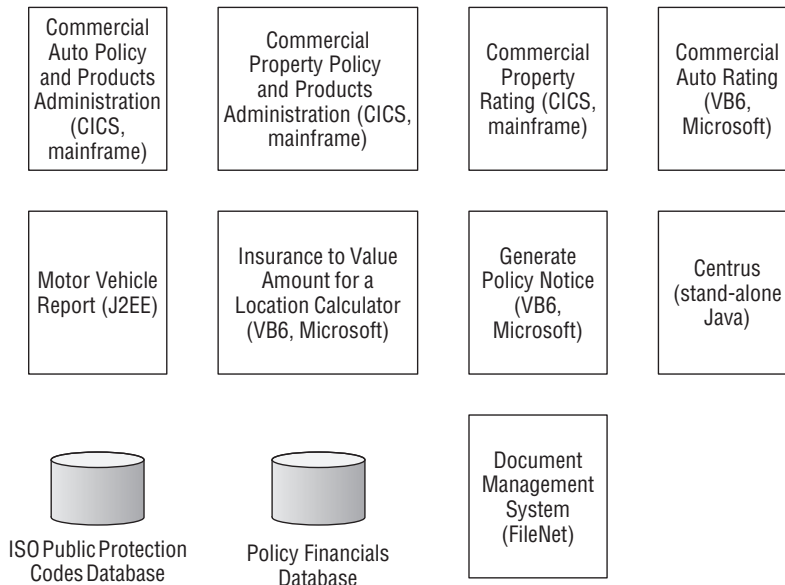 Commercial
Auto Policy
and Products
Administration
(CICS,
mainframe)
Commercial
Property Policy
and Products
Administration (CICS,
mainframe)
Commercial
Property
Rating (CICS,
mainframe)
Commercial
Auto Rating
(VB6,
Microsoft)
Motor Vehicle
Report (J2EE)
Insurance to Value
Amount for a
Location Calculator
(VB6, Microsoft)
Generate
Policy Notice
(VB6,
Microsoft)
Centrus
(stand-alone
Java)
ISO Public Protection
Codes Database
Policy Financials
Database
Document
Management
System
(FileNet)